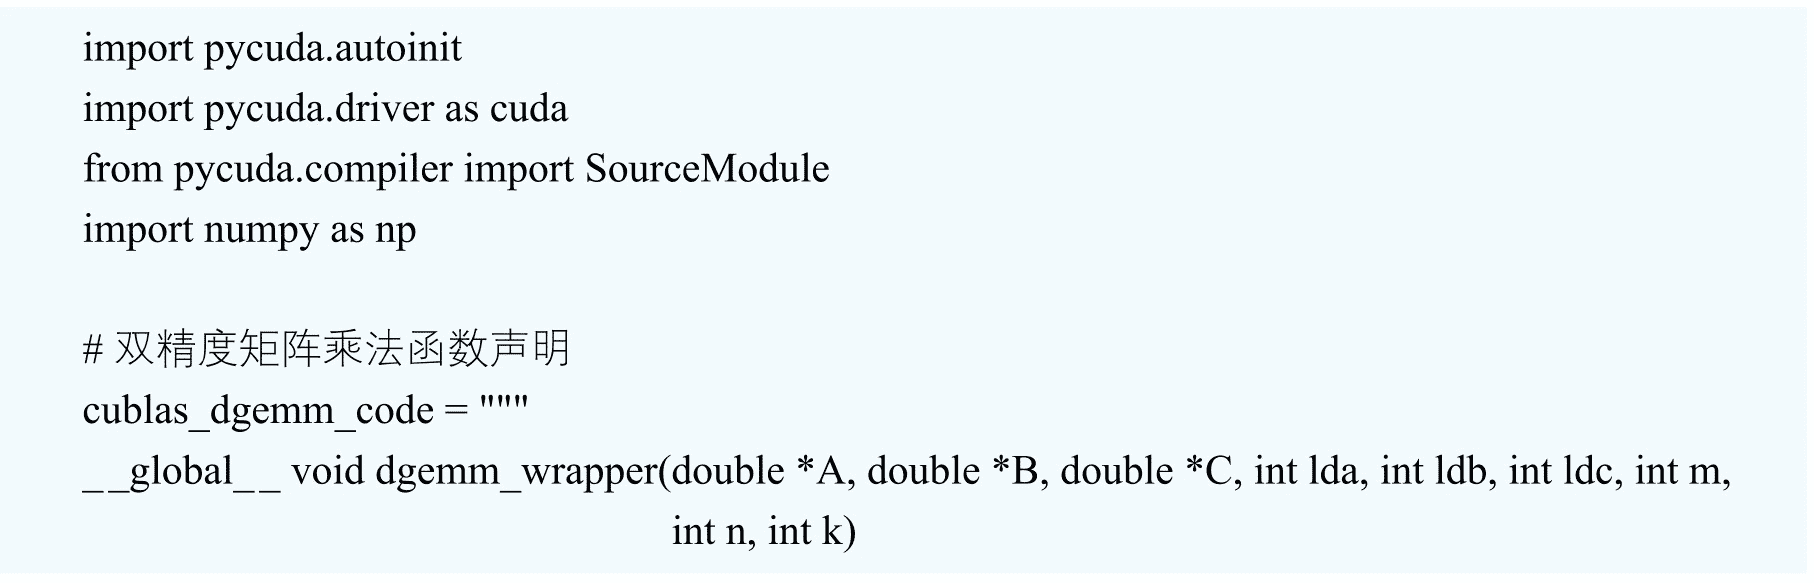 import pycuda.autoinit
import pycuda.driver as cuda
from pycuda.compiler import SourceModule
import numpy as np
# 双精度矩阵乘法函数声明
cublas_dgemm_code = """
__global__ void dgemm_wrapper(double *A, double *B, double *C, int lda, int ldb, int ldc, int m,
int n, int k)